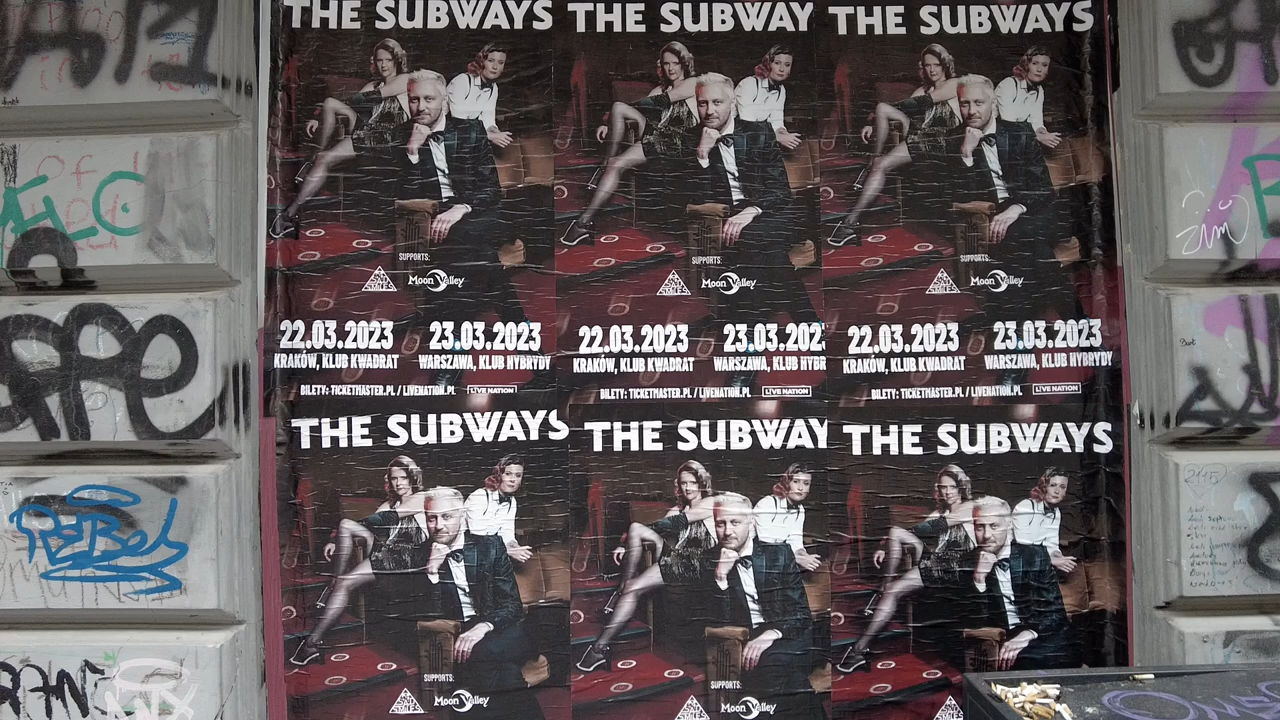 THE SUBWAYS
THE SUBWAY
THE SUBWAYS
SUPPORTS:
Moon Valley
SUPPORTS:
Moon Valley
SUPPORTS:
Moon Valley
22.03.2023 23.03.2023
KRAKÓW, KLUB KWADRAT WARSZAWA, KLUB HYBRYDY
BILETY: TICKETMASTER.PL / LIVENATION.PL LIVE NATION
22.03.2023 23.03.202
KRAKÓW, KLUB KWADRAT WARSZAWA, KLUB HYBR
BILETY: TICKETMASTER.PL / LIVENATION.PL LIVE NATION
22.03.2023 23.03.2023
KRAKÓW, KLUB KWADRAT WARSZAWA, KLUB HYBRYDY
BILETY: TICKETMASTER.PL / LIVENATION.PL LIVE NATION
THE SUBWAYS
THE SUBWAY
THE SUBWAYS
SUPPORTS:
Moon Valley
SUPPORTS:
Moon Valley
REBEL